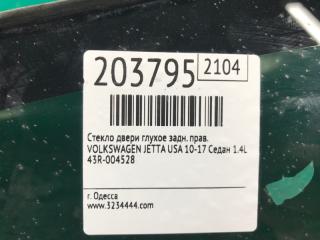 203795 2104
Стекло двери глухое задн. прав.
VOLKSWAGEN JETTA USA 10-17 Седан 1.4L
43R-004528
г. Одесса
www.3234444.com